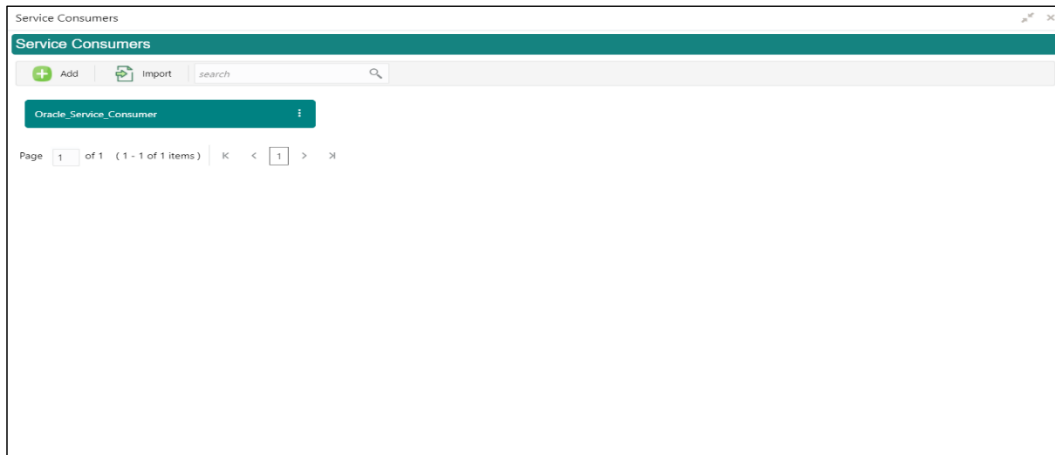 Service Consumers
Service Consumers
Add Import search
Oracle_Service_Consumer
Page 1 of 1 ( 1 - 1 of 1 items ) 1